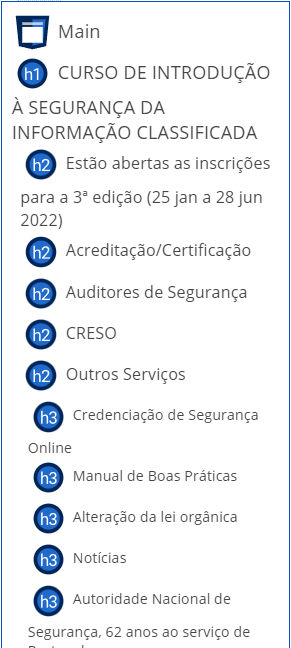 Main
h1 CURSO DE INTRODUÇÃO
À SEGURANÇA DA
INFORMAÇÃO CLASSIFICADA
h2 Estão abertas as inscrições
para a 3ª edição (25 jan a 28 jun
2022)
h2 Acreditação/Certificação
h2 Auditores de Segurança
h2 CRESO
h2 Outros Serviços
h3 Credenciação de Segurança
Online
h3 Manual de Boas Práticas
h3 Alteração da lei orgânica
h3 Notícias
h3 Autoridade Nacional de
Segurança, 62 anos ao serviço de